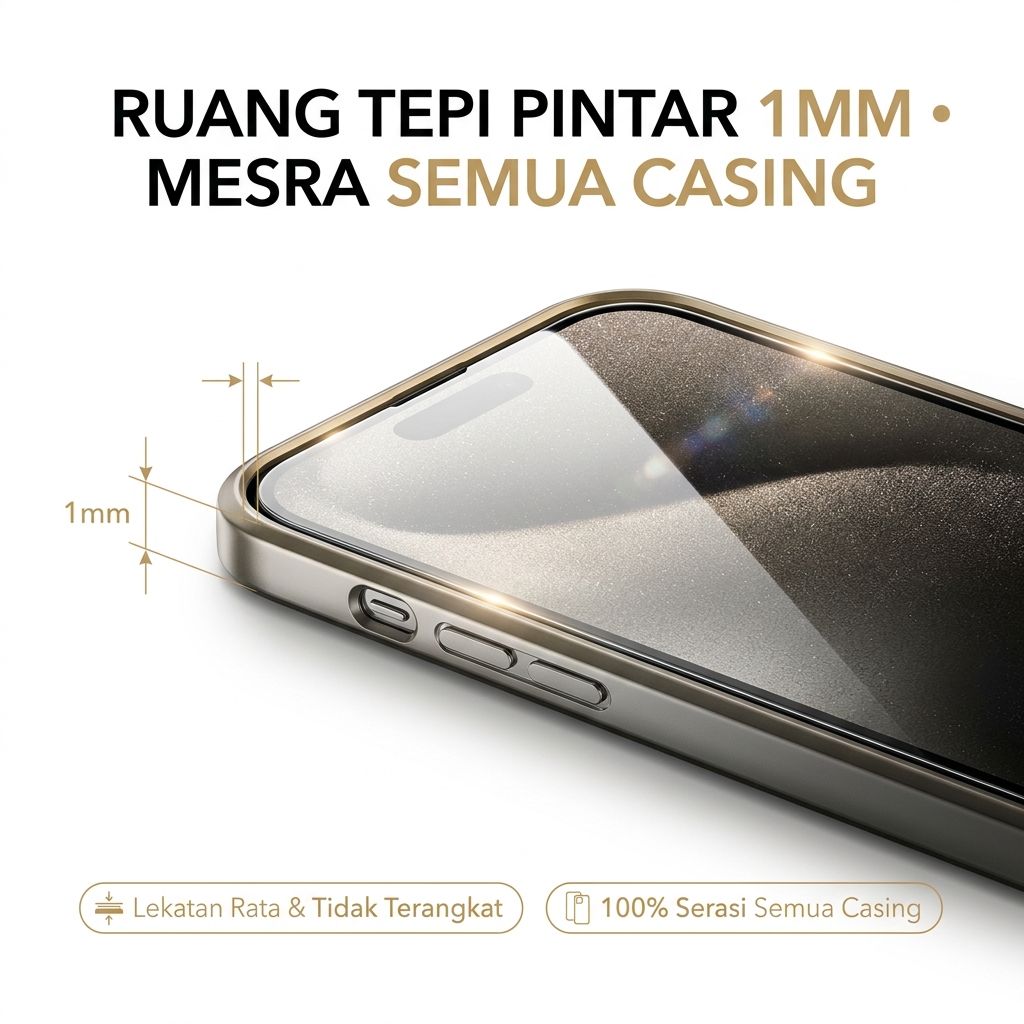 RUANG TEPI PINTAR 1MM •
MESRA SEMUA CASING
1mm
Lekatan Rata & Tidak Terangkat
100% Serasi Semua Casing